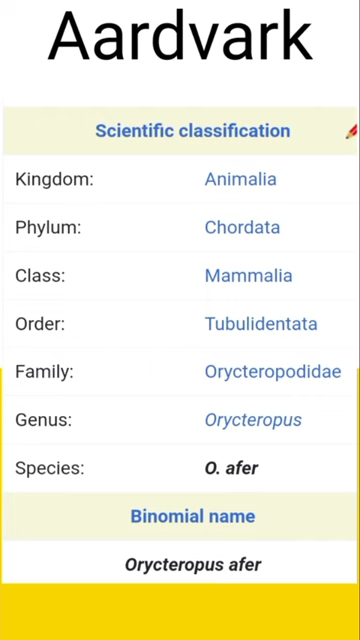 Aardvark
Scientific classification
Kingdom: Animalia
Phylum: Chordata
Class: Mammalia
Order: Tubulidentata
Family: Orycteropodidae
Genus: Orycteropus
Species: O. afer
Binomial name
Orycteropus afer